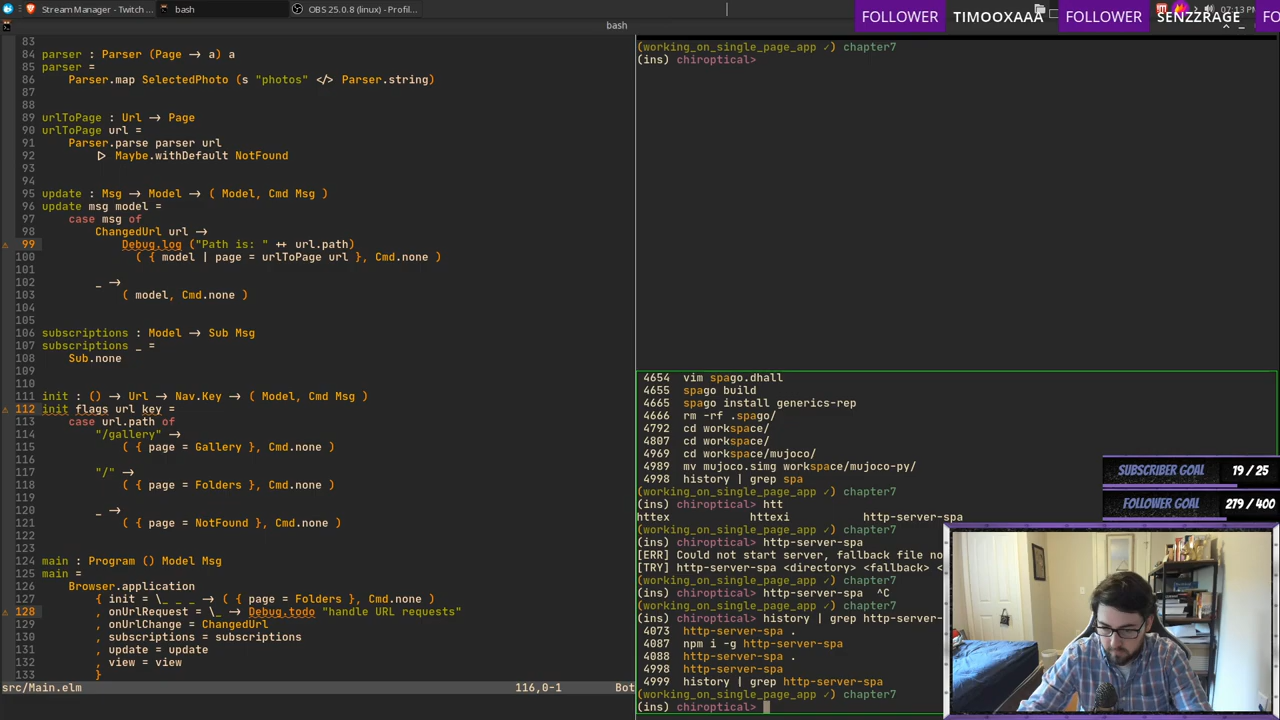 Stream Manager - Twitch ...
bash
OBS 25.0.8 (linux) - Profil...
07:13 PM
FOLLOWER TIMOOXAAA FOLLOWER SENZZRAGE FO
bash
83
84 parser : Parser (Page → a) a
85 parser =
86 Parser.map SelectedPhoto (s "photos" </> Parser.string)
87
88
89 urlToPage : Url → Page
90 urlToPage url =
91 Parser.parse parser url
92 ▷ Maybe.withDefault NotFound
93
94
95 update : Msg → Model → ( Model, Cmd Msg )
96 update msg model =
97 case msg of
98 ChangedUrl url →
99 Debug.log ("Path is: " ++ url.path)
100 ( { model | page = urlToPage url }, Cmd.none )
101
102 _ →
103 ( model, Cmd.none )
104
105
106 subscriptions : Model → Sub Msg
107 subscriptions _ =
108 Sub.none
109
110
111 init : () → Url → Nav.Key → ( Model, Cmd Msg )
112 init flags url key =
113 case url.path of
114 "/gallery" →
115 ( { page = Gallery }, Cmd.none )
116
117 "/" →
118 ( { page = Folders }, Cmd.none )
119
120 _ →
121 ( { page = NotFound }, Cmd.none )
122
123
124 main : Program () Model Msg
125 main =
126 Browser.application
127 { init = \_ _ _ → ( { page = Folders }, Cmd.none )
128 , onUrlRequest = \_ → Debug.todo "handle URL requests"
129 , onUrlChange = ChangedUrl
130 , subscriptions = subscriptions
131 , update = update
132 , view = view
133 }
src/Main.elm 116,0-1 Bot
(working_on_single_page_app ✓) chapter7
(ins) chiroptical>
4654 vim spago.dhall
4655 spago build
4665 spago install generics-rep
4666 rm -rf .spago/
4792 cd workspace/
4807 cd workspace/
4969 cd workspace/mujoco/
4989 mv mujoco.simg workspace/mujoco-py/
4998 history | grep spa
(working_on_single_page_app ✓) chapter7
(ins) chiroptical> htt
httex httexi http-server-spa
(working_on_single_page_app ✓) chapter7
(ins) chiroptical> http-server-spa
[ERR] Could not start server, fallback file no
[TRY] http-server-spa <directory> <fallback> <
(working_on_single_page_app ✓) chapter7
(ins) chiroptical> http-server-spa ^C
(working_on_single_page_app ✓) chapter7
(ins) chiroptical> history | grep http-server-
4073 http-server-spa .
4087 npm i -g http-server-spa
4088 http-server-spa .
4998 http-server-spa
4999 history | grep http-server-spa
(working_on_single_page_app ✓) chapter7
(ins) chiroptical>
SUBSCRIBER GOAL 19 / 25
FOLLOWER GOAL 279 / 400